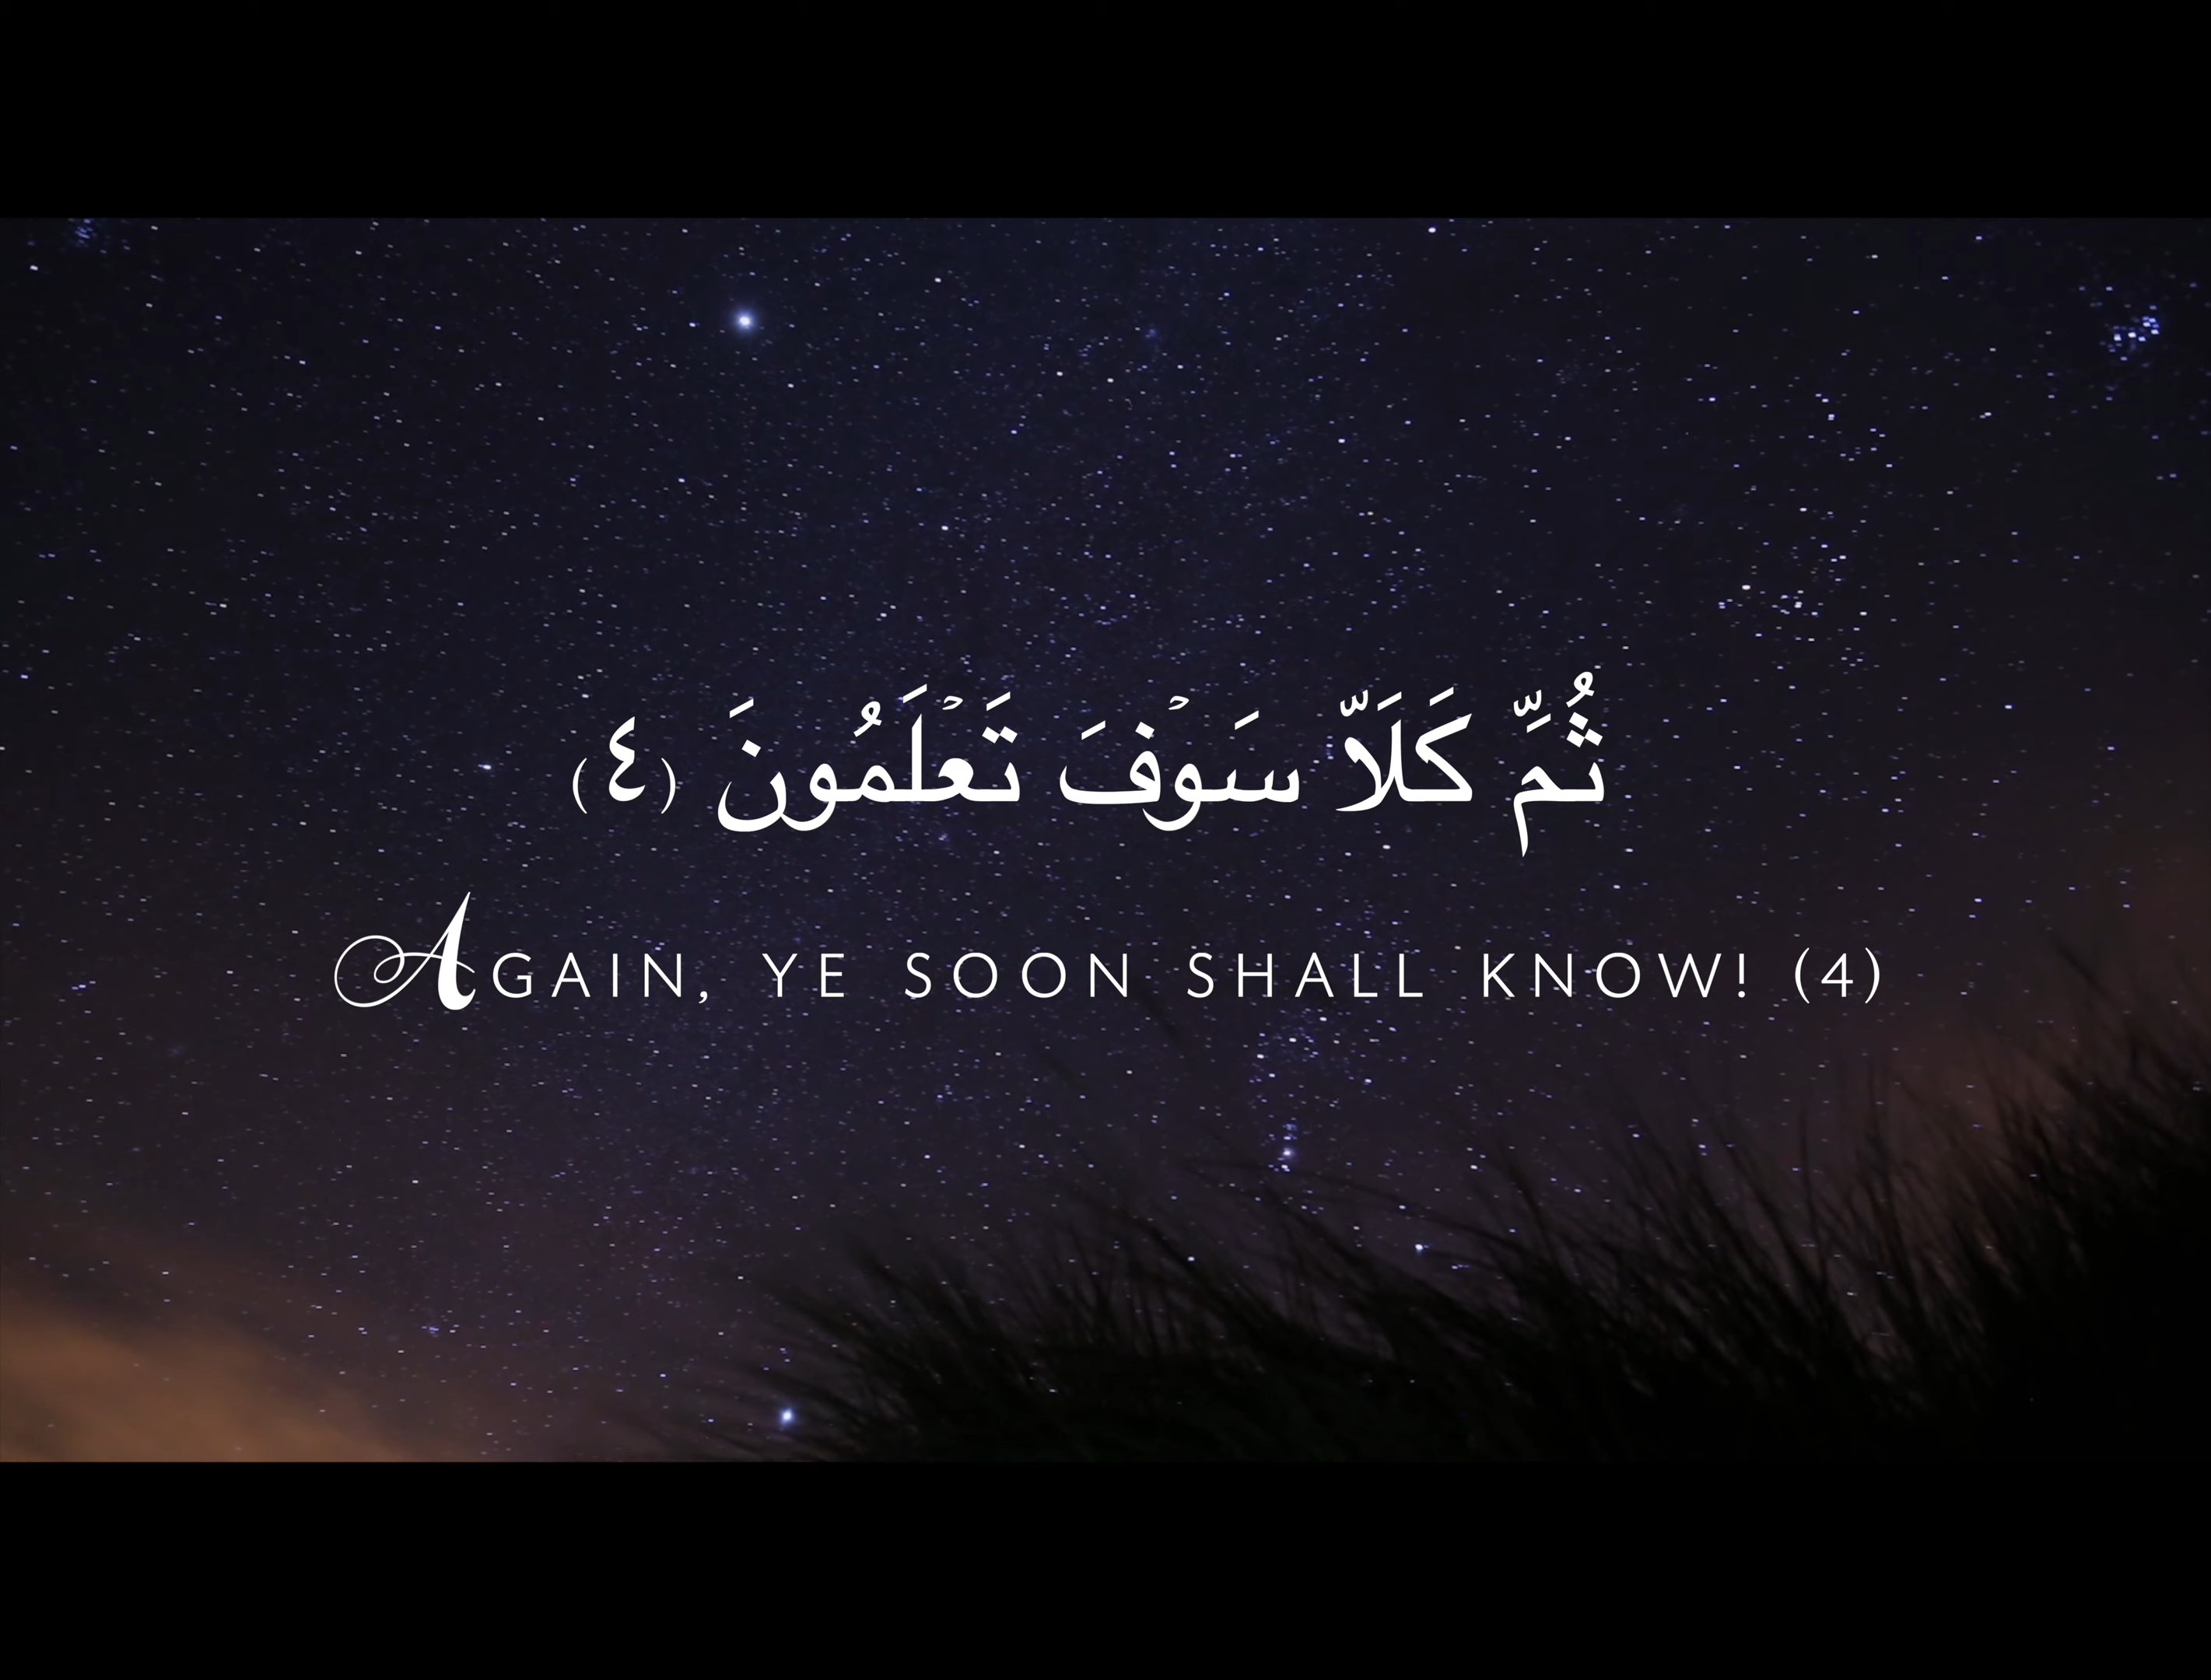 ثُمَّ كَلَّا سَوْفَ تَعْلَمُونَ (٤)
AGAIN, YE SOON SHALL KNOW! (4)